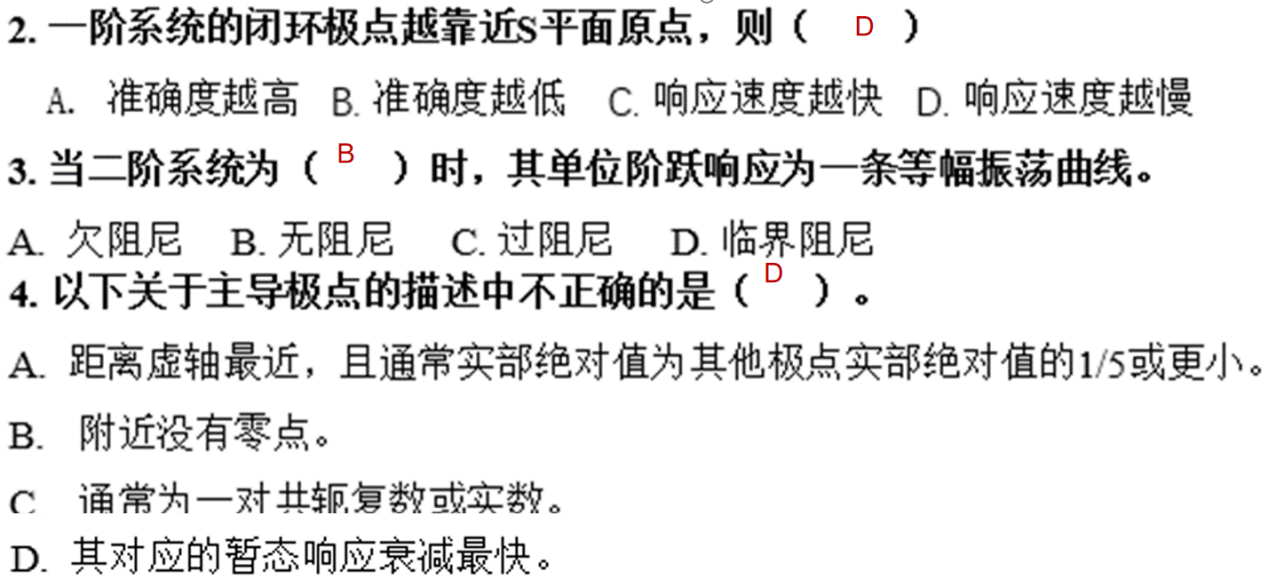 2. 一阶系统的闭环极点越靠近S平面原点，则（ D ）
A. 准确度越高 B. 准确度越低 C. 响应速度越快 D. 响应速度越慢
3. 当二阶系统为（ B ）时，其单位阶跃响应为一条等幅振荡曲线。
A. 欠阻尼 B. 无阻尼 C. 过阻尼 D. 临界阻尼
4. 以下关于主导极点的描述中不正确的是（ D ）。
A. 距离虚轴最近，且通常实部绝对值为其他极点实部绝对值的1/5或更小。
B. 附近没有零点。
C 通常为一对共轭复数或实数。
D. 其对应的暂态响应衰减最快。